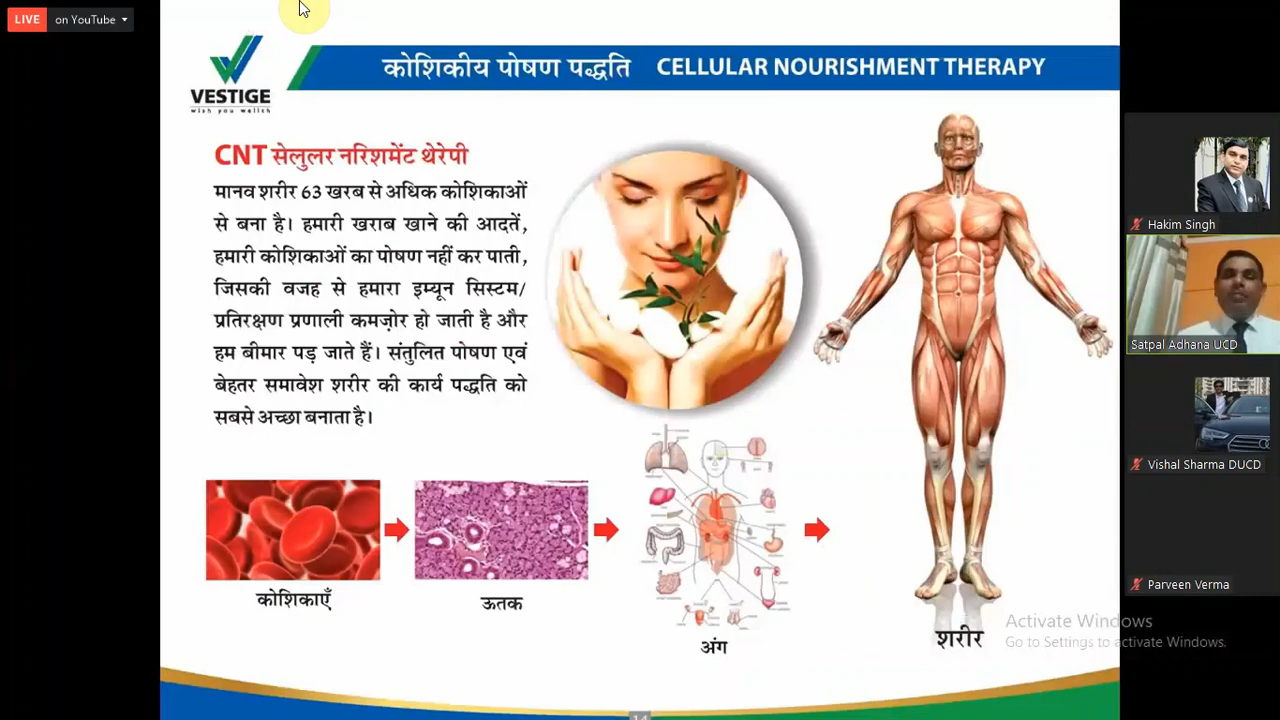 LIVE on YouTube
VESTIGE
wish you wellth
कोशिकीय पोषण पद्धति CELLULAR NOURISHMENT THERAPY
CNT सेलुलर नरिशमेंट थेरेपी
मानव शरीर 63 खरब से अधिक कोशिकाओं
से बना है। हमारी खराब खाने की आदतें,
हमारी कोशिकाओं का पोषण नहीं कर पाती,
जिसकी वजह से हमारा इम्यून सिस्टम/
प्रतिरक्षण प्रणाली कमज़ोर हो जाती है और
हम बीमार पड़ जाते हैं। संतुलित पोषण एवं
बेहतर समावेश शरीर की कार्य पद्धति को
सबसे अच्छा बनाता है।
कोशिकाएँ
ऊतक
अंग
शरीर
Activate Windows
Go to Settings to activate Windows.
14
Hakim Singh
Satpal Adhana UCD
Vishal Sharma DUCD
Parveen Verma